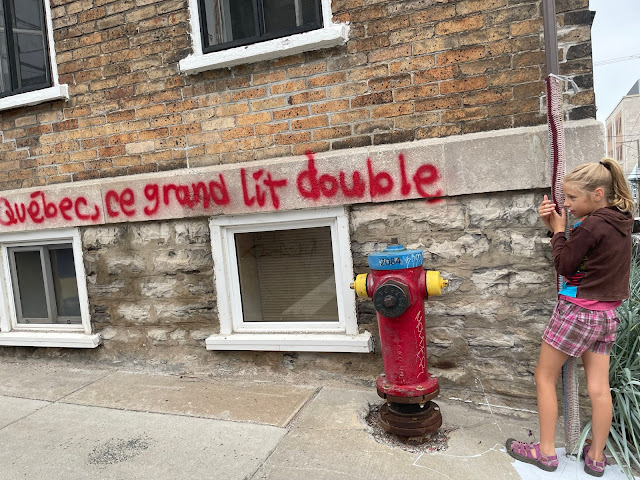 Québec, ce grand lit double